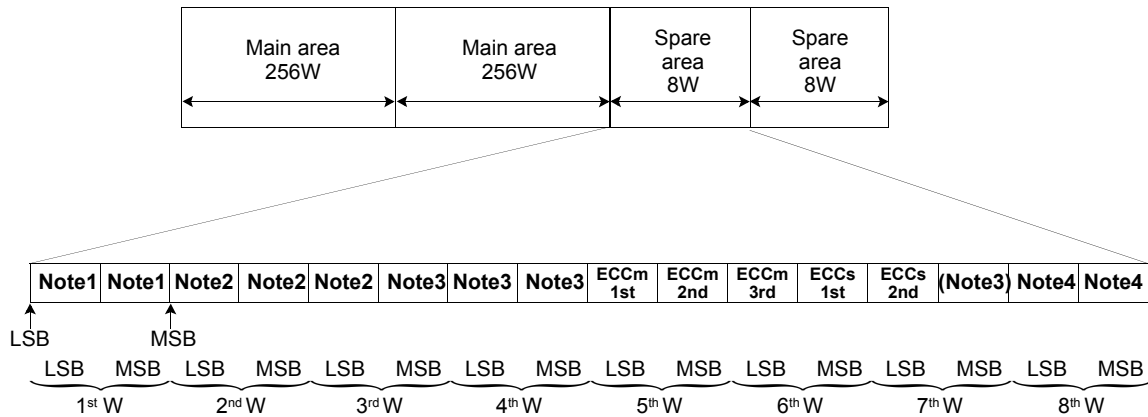 Main area
256W
Main area
256W
Spare
area
8W
Spare
area
8W
Note1 Note1 Note2 Note2 Note2 Note3 Note3 Note3 ECCm 1st ECCm 2nd ECCm 3rd ECCs 1st ECCs 2nd (Note3) Note4 Note4
LSB MSB
LSB MSB LSB MSB LSB MSB LSB MSB LSB MSB LSB MSB LSB MSB LSB MSB
1st W 2nd W 3rd W 4th W 5th W 6th W 7th W 8th W